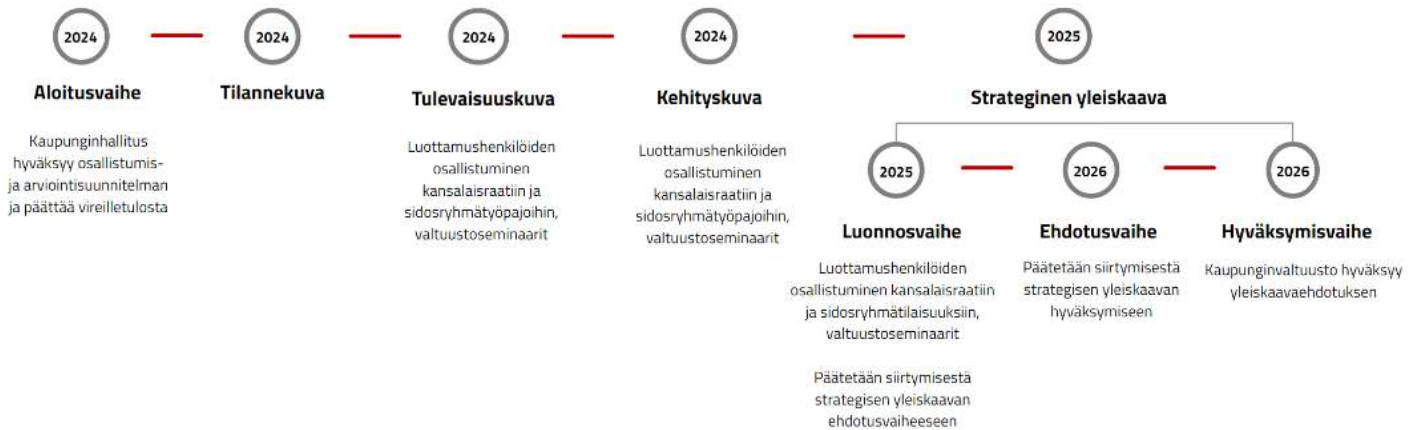 2024
Aloitusvaihe
Kaupunginhallitus
hyväksyy osallistumis-
ja arviointisuunnitelman
ja päättää vireilletulosta
2024
Tilannekuva
2024
Tulevaisuuskuva
Luottamushenkilöiden
osallistuminen
kansalaisraatiin ja
sidosryhmätyöpajoihin,
valtuustoseminaarit
2024
Kehityskuva
Luottamushenkilöiden
osallistuminen
kansalaisraatiin ja
sidosryhmätyöpajoihin,
valtuustoseminaarit
2025
Strateginen yleiskaava
2025
Luonnosvaihe
Luottamushenkilöiden
osallistuminen kansalaisraatiin
ja sidosryhmätilaisuuksiin,
valtuustoseminaarit
Päätetään siirtymisestä
strategisen yleiskaavan
ehdotusvaiheeseen
2026
Ehdotusvaihe
Päätetään siirtymisestä
strategisen yleiskaavan
hyväksymiseen
2026
Hyväksymisvaihe
Kaupunginvaltuusto hyväksyy
yleiskaavaehdotuksen